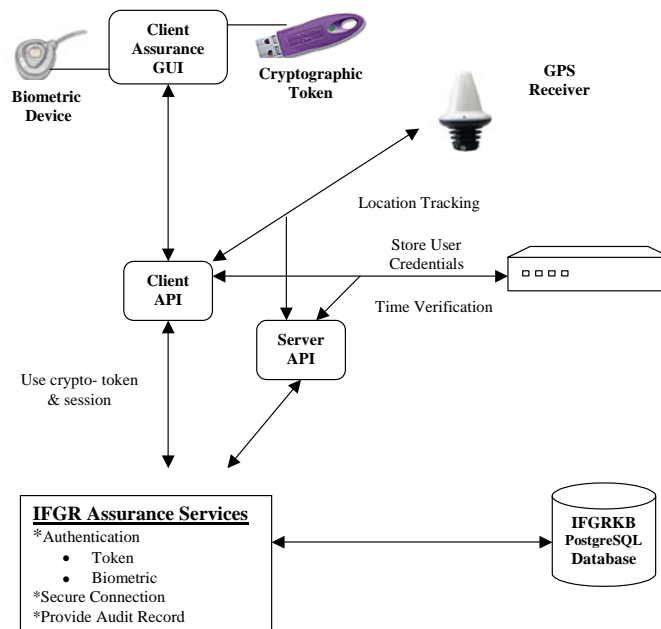 Client
Assurance
GUI
Biometric
Device
Cryptographic
Token
GPS
Receiver
Location Tracking
Store User
Credentials
Client
API
Time Verification
Server
API
Use crypto- token
& session
IFGR Assurance Services
*Authentication
• Token
• Biometric
*Secure Connection
*Provide Audit Record
IFGRKB
PostgreSQL
Database